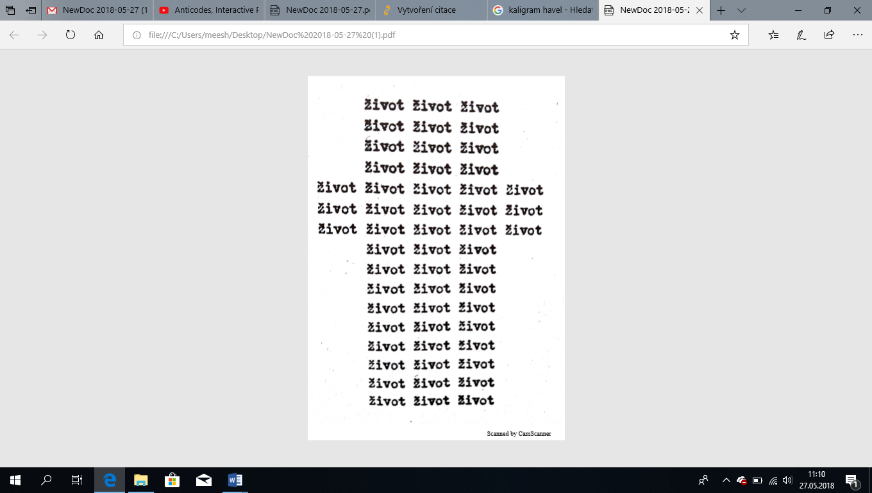 NewDoc 2018-05-27 (1
Anticodes, Interactive F
NewDoc 2018-05-27.p
Vytvoření citace
kaligram havel - Hleda
NewDoc 2018-05-2
file:///C:/Users/meesh/Desktop/NewDoc%202018-05-27%20(1).pdf
život život život
život život život
život život život
život život život
život život život život život
život život život život život
život život život život život
život život život
život život život
život život život
život život život
život život život
život život život
život život život
život život život
život život život
Scanned by CamScanner
11:10
27.05.2018
1